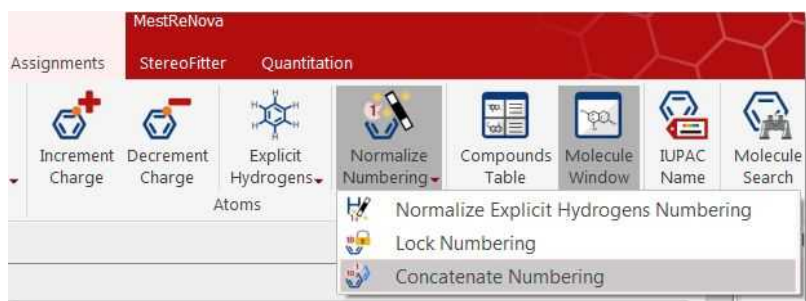 MestReNova
Assignments StereoFitter Quantitation
Increment Charge
Decrement Charge
Explicit Hydrogens
Normalize Numbering
Compounds Table
Molecule Window
IUPAC Name
Molecule Search
Atoms
Normalize Explicit Hydrogens Numbering
Lock Numbering
Concatenate Numbering